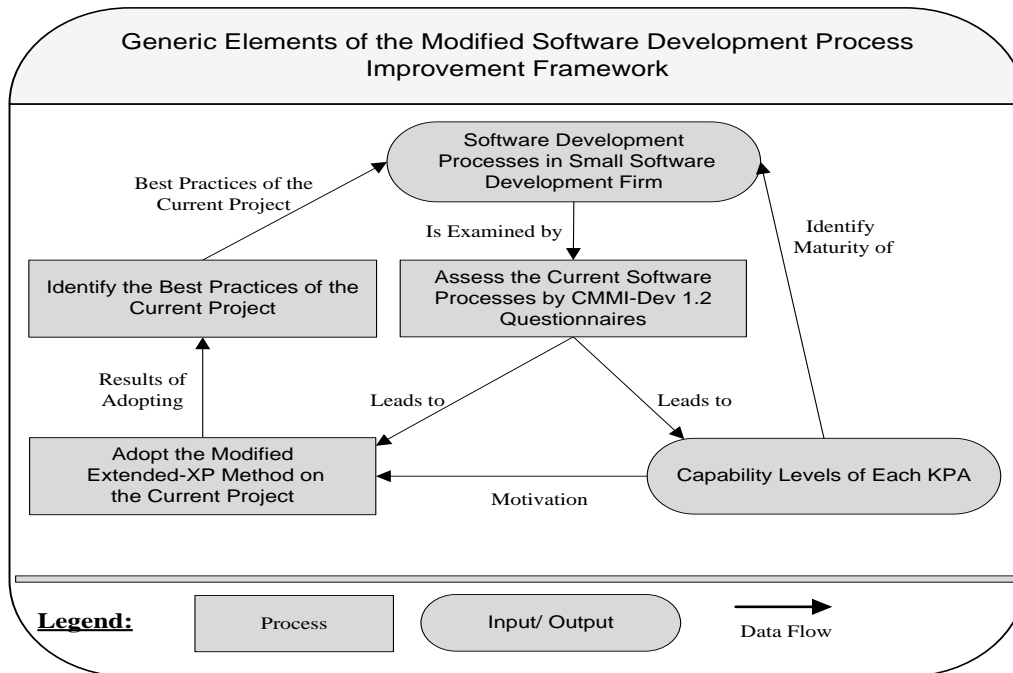 Generic Elements of the Modified Software Development Process
Improvement Framework
Software Development
Processes in Small Software
Development Firm
Best Practices of the
Current Project
Identify
Maturity of
Is Examined by
Identify the Best Practices of the
Current Project
Assess the Current Software
Processes by CMMI-Dev 1.2
Questionnaires
Results of
Adopting
Leads to
Leads to
Adopt the Modified
Extended-XP Method on
the Current Project
Motivation
Capability Levels of Each KPA
Legend:
Process
Input/ Output
Data Flow